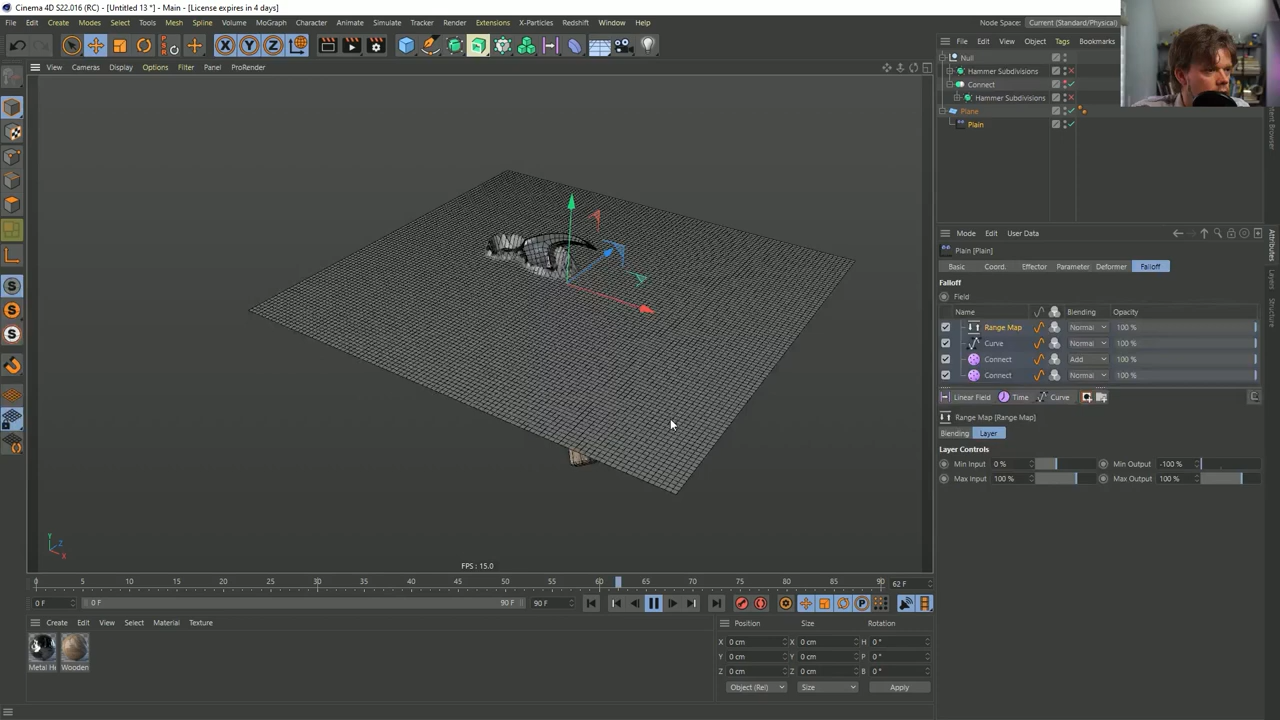 Cinema 4D S22.016 (RC) - [Untitled 13 *] - Main - [License expires in 4 days]
File Edit Create Modes Select Tools Mesh Spline Volume MoGraph Character Animate Simulate Tracker Render Extensions X-Particles Redshift Window Help Node Space: Current (Standard/Physical)
X Y Z
View Cameras Display Options Filter Panel ProRender
File Edit View Object Tags Bookmarks
Null
Hammer Subdivisions
Connect
Hammer Subdivisions
Plane
Plain
Mode Edit User Data
Plain [Plain]
Basic Coord. Effector Parameter Deformer Falloff
Falloff
Field
Name Blending Opacity
Range Map Normal 100 %
Curve Normal 100 %
Connect Add 100 %
Connect Normal 100 %
Linear Field Time Curve
Range Map [Range Map]
Blending Layer
Layer Controls
Min Input 0 % Min Output -100 %
Max Input 100 % Max Output 100 %
Attributes
Layers
Structure
Y Z X
FPS : 15.0
0 5 10 15 20 25 30 35 40 45 50 55 60 65 70 75 80 85 90 62 F
0 F 0 F 90 F 90 F
Create Edit View Select Material Texture
Position Size Rotation
X 0 cm X 0 cm H 0 °
Y 0 cm Y 0 cm P 0 °
Z 0 cm Z 0 cm B 0 °
Object (Rel) Size Apply
Metal He Wooden